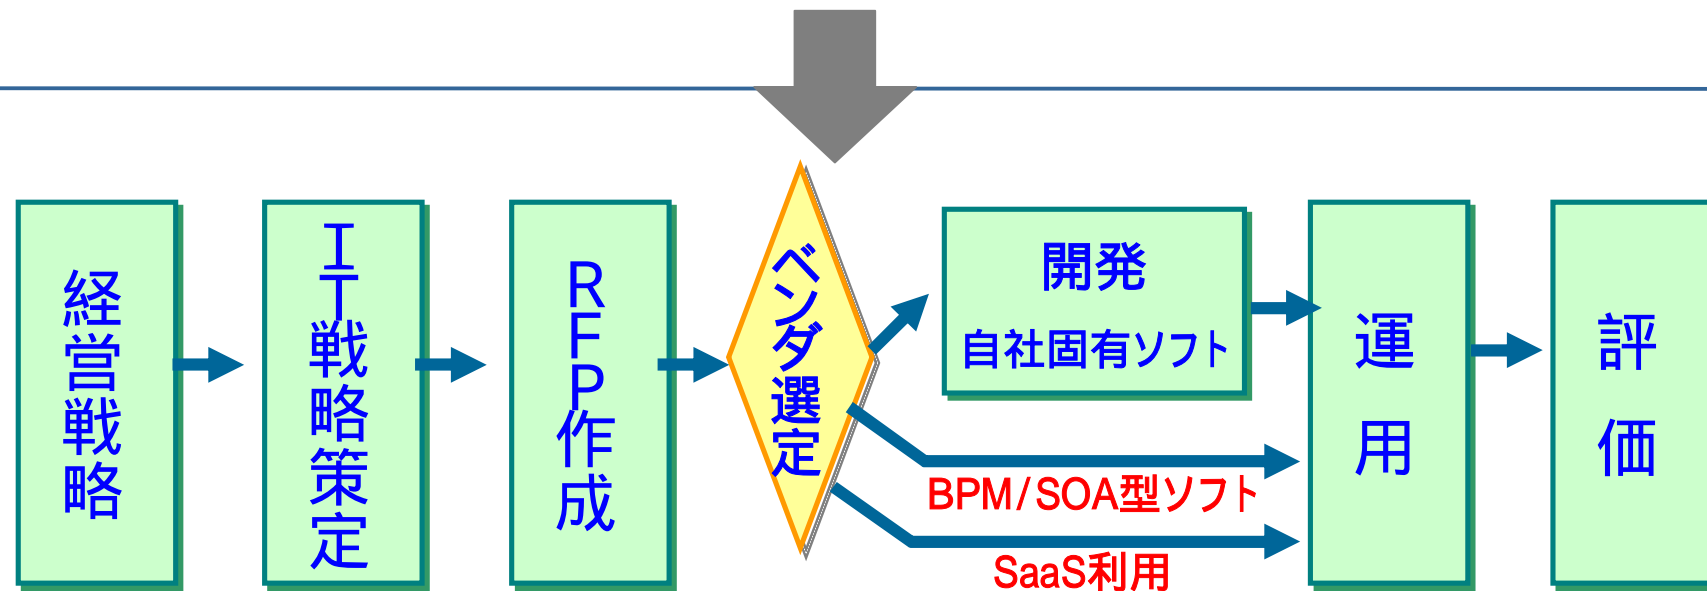 経営戦略
IT戦略策定
RFP作成
ベンダ選定
開発
自社固有ソフト
BPM/SOA型ソフト
SaaS利用
運用
評価